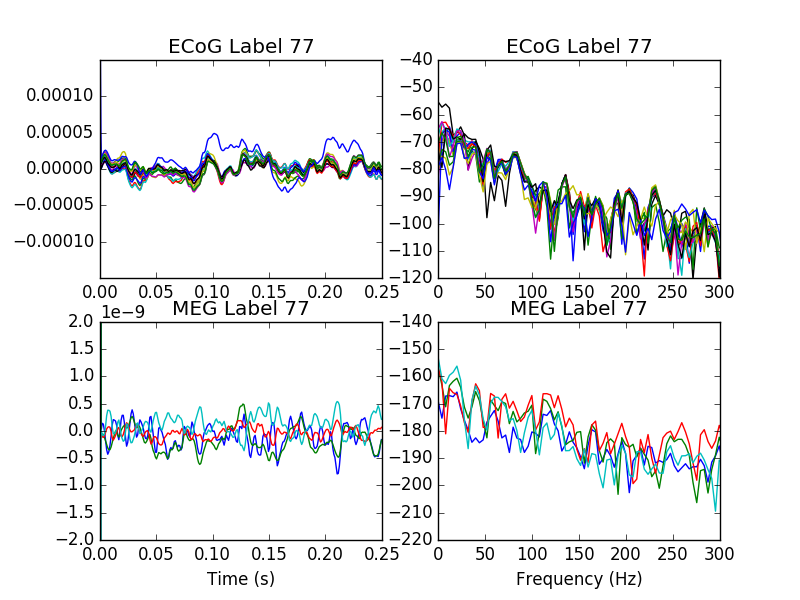 ECoG Label 77
0.00010
0.00005
0.00000
−0.00005
−0.00010
0.00 0.05 0.10 0.15 0.20 0.25
ECoG Label 77
−40
−50
−60
−70
−80
−90
−100
−110
−120
0 50 100 150 200 250 300
MEG Label 77
1e−9
2.0
1.5
1.0
0.5
0.0
−0.5
−1.0
−1.5
−2.0
0.00 0.05 0.10 0.15 0.20 0.25
Time (s)
MEG Label 77
−140
−150
−160
−170
−180
−190
−200
−210
−220
0 50 100 150 200 250 300
Frequency (Hz)